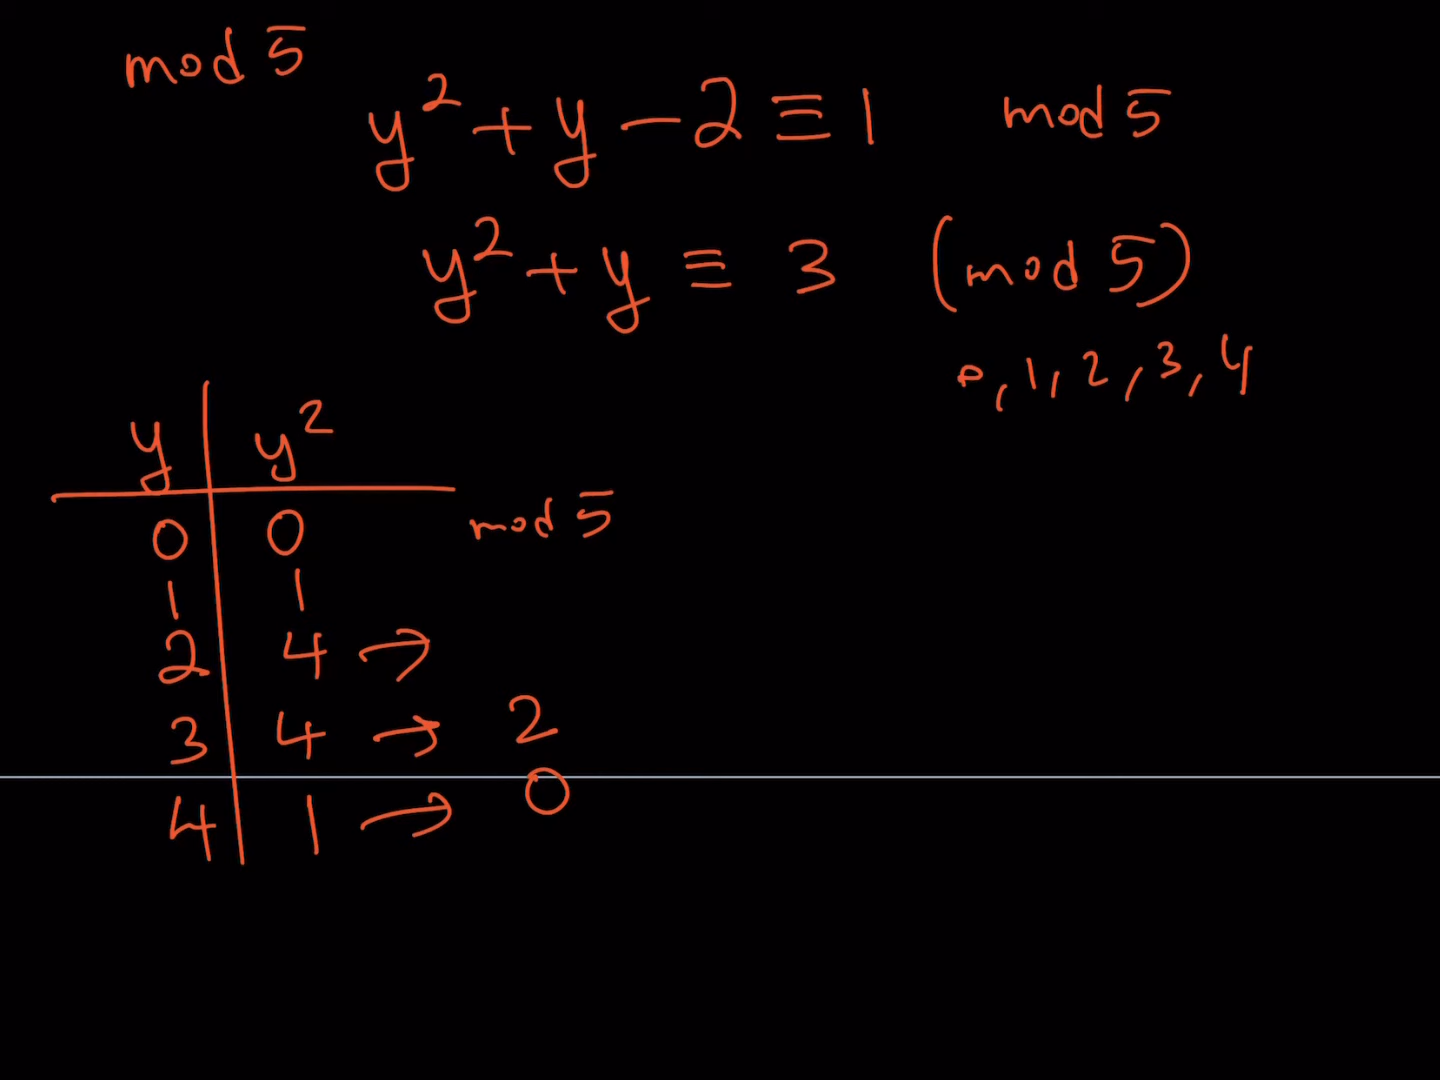 mod 5
y² + y − 2 ≡ 1 mod 5
y² + y ≡ 3 (mod 5)
0, 1, 2, 3, 4
y y²
0 0 mod 5
1 1
2 4 →
3 4 → 2
4 1 → 0